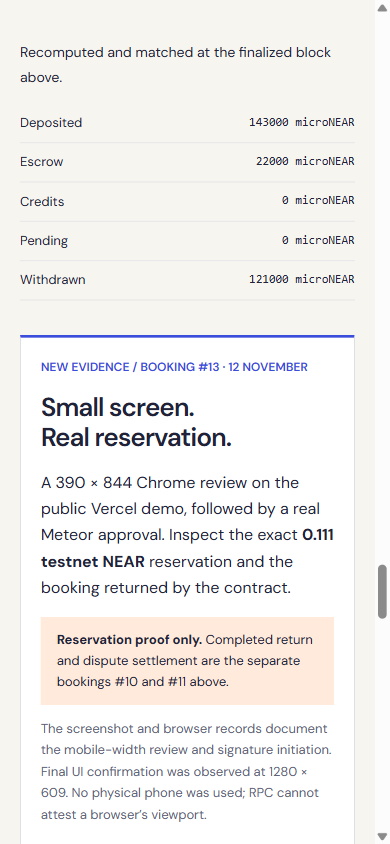 Recomputed and matched at the finalized block
above.
Deposited 143000 microNEAR
Escrow 22000 microNEAR
Credits 0 microNEAR
Pending 0 microNEAR
Withdrawn 121000 microNEAR
NEW EVIDENCE / BOOKING #13 · 12 NOVEMBER
Small screen.
Real reservation.
A 390 × 844 Chrome review on the
public Vercel demo, followed by a real
Meteor approval. Inspect the exact 0.111
testnet NEAR reservation and the
booking returned by the contract.
Reservation proof only. Completed return
and dispute settlement are the separate
bookings #10 and #11 above.
The screenshot and browser records document
the mobile-width review and signature initiation.
Final UI confirmation was observed at 1280 ×
609. No physical phone was used; RPC cannot
attest a browser’s viewport.